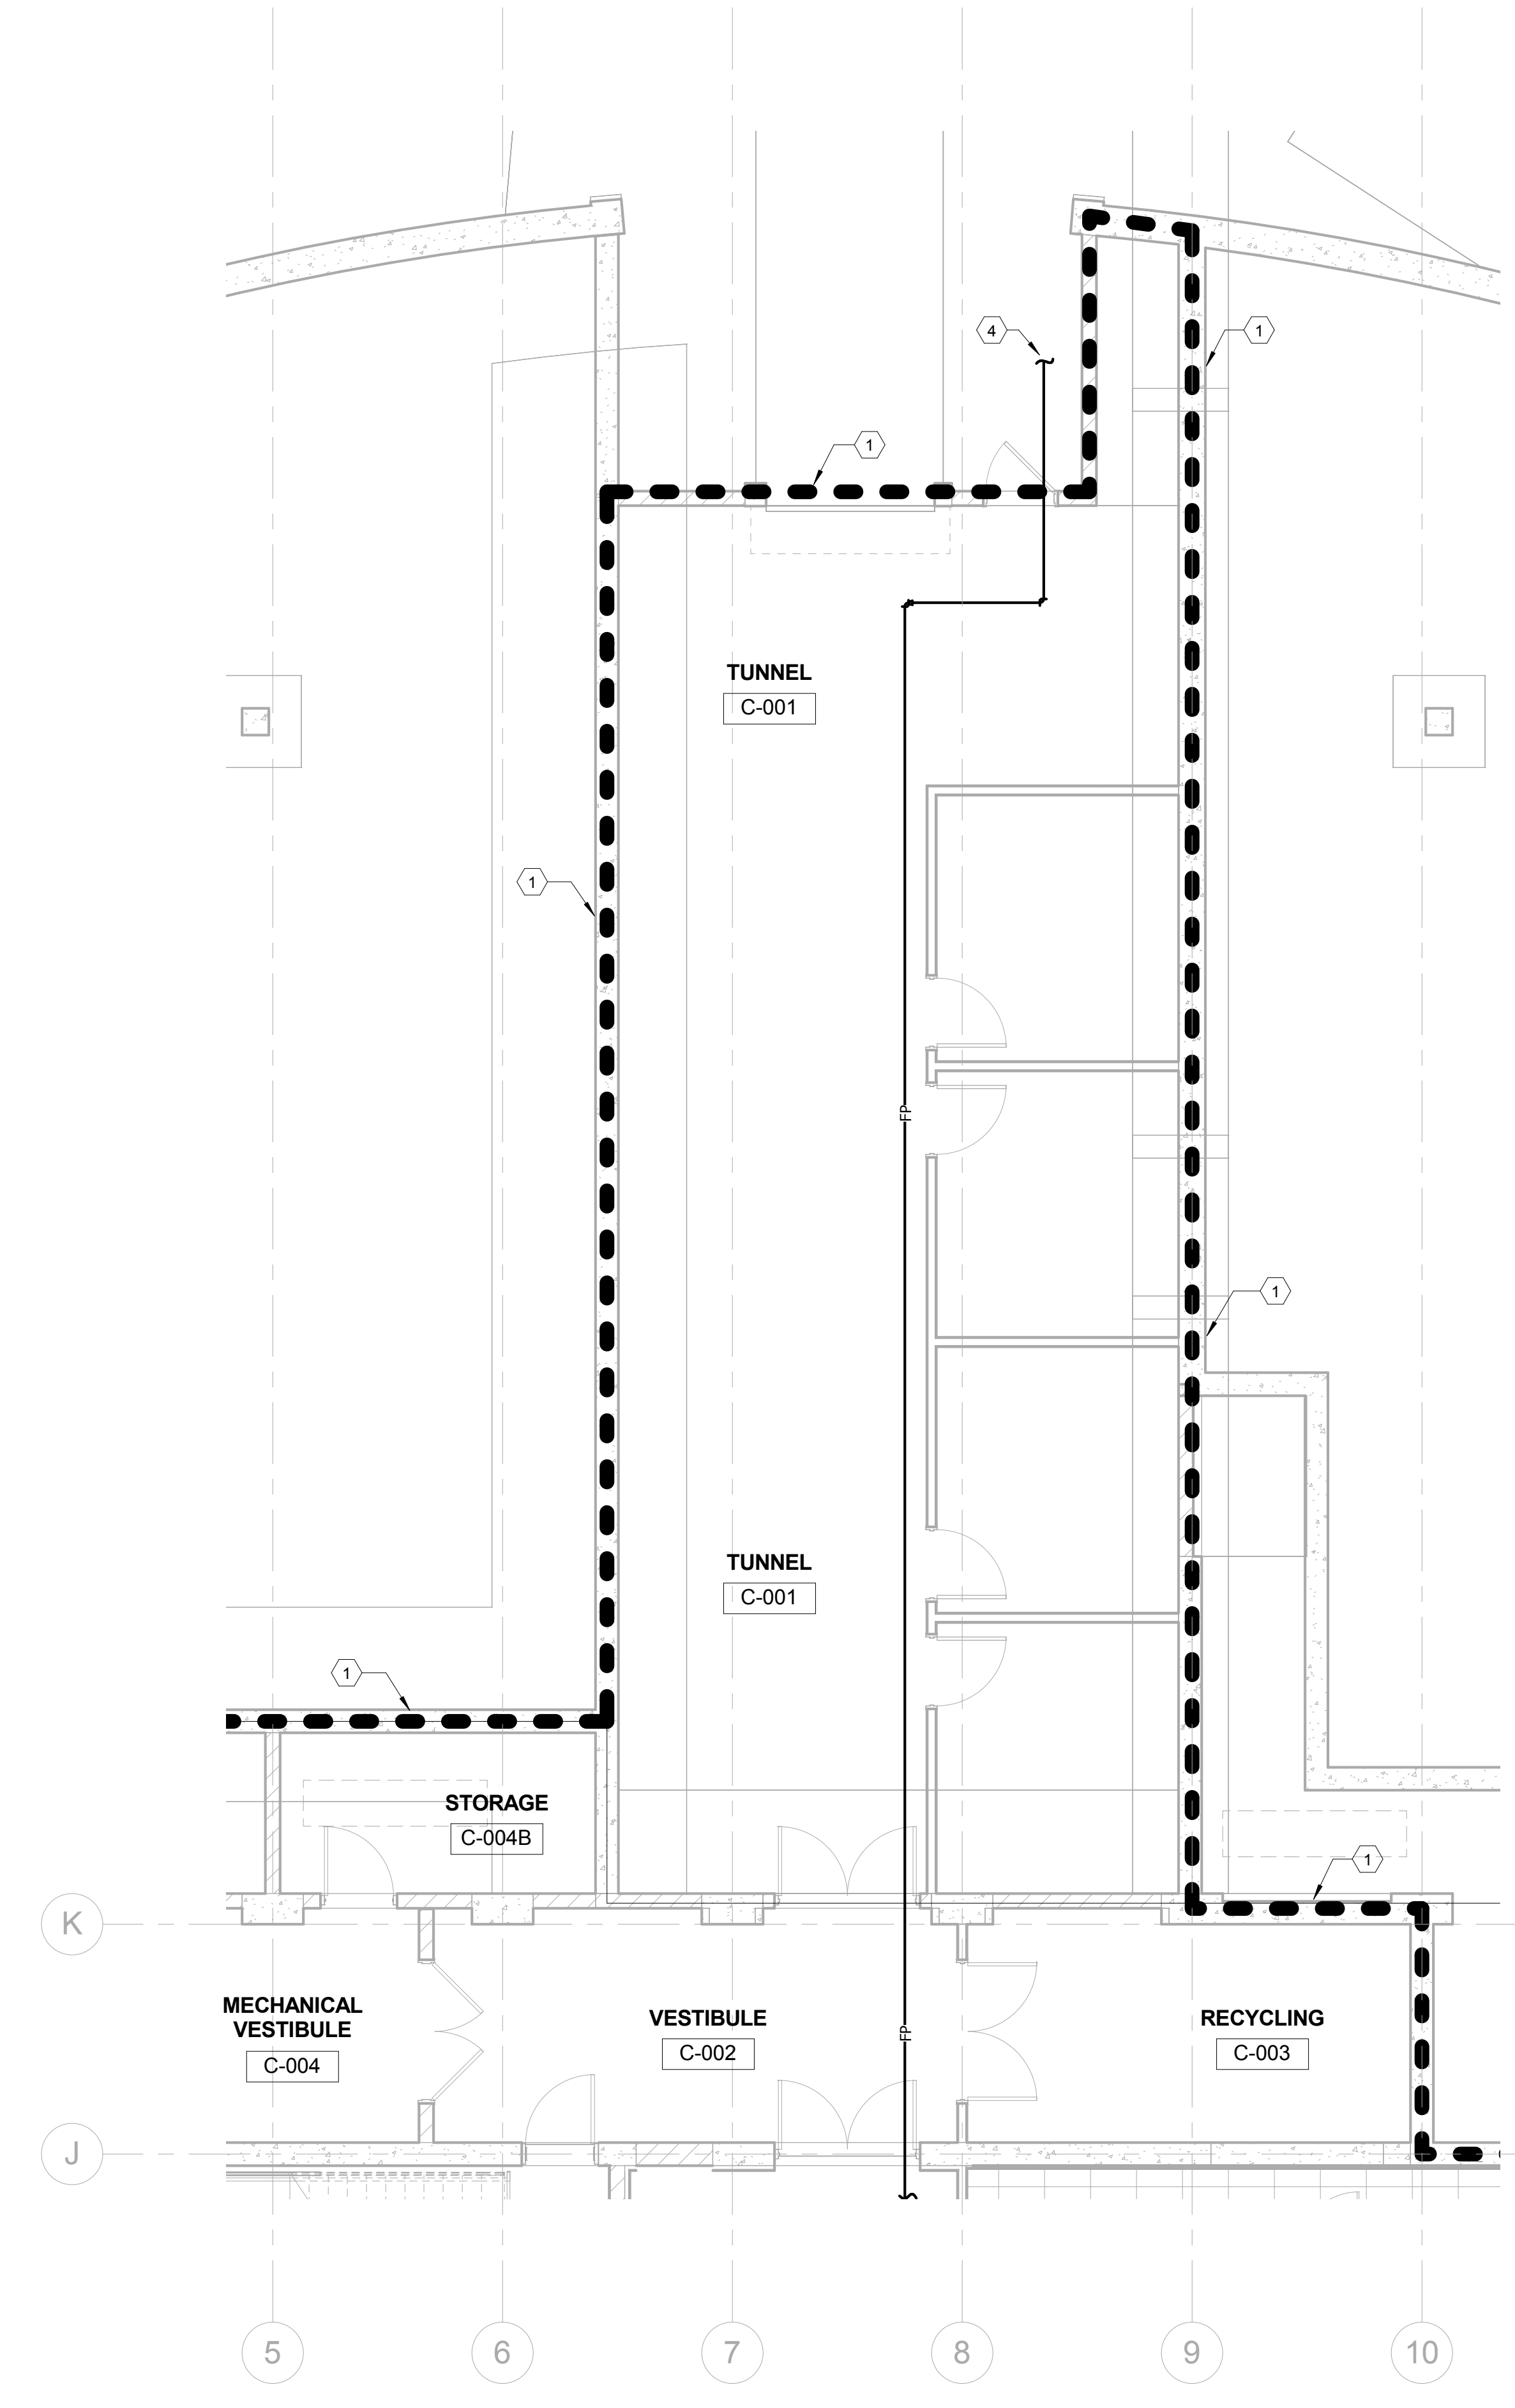 4
1
1
TUNNEL
C-001
1
FP
1
TUNNEL
C-001
1
STORAGE
C-004B
1
K
MECHANICAL
VESTIBULE
C-004
VESTIBULE
C-002
FP
RECYCLING
C-003
J
5
6
7
8
9
10